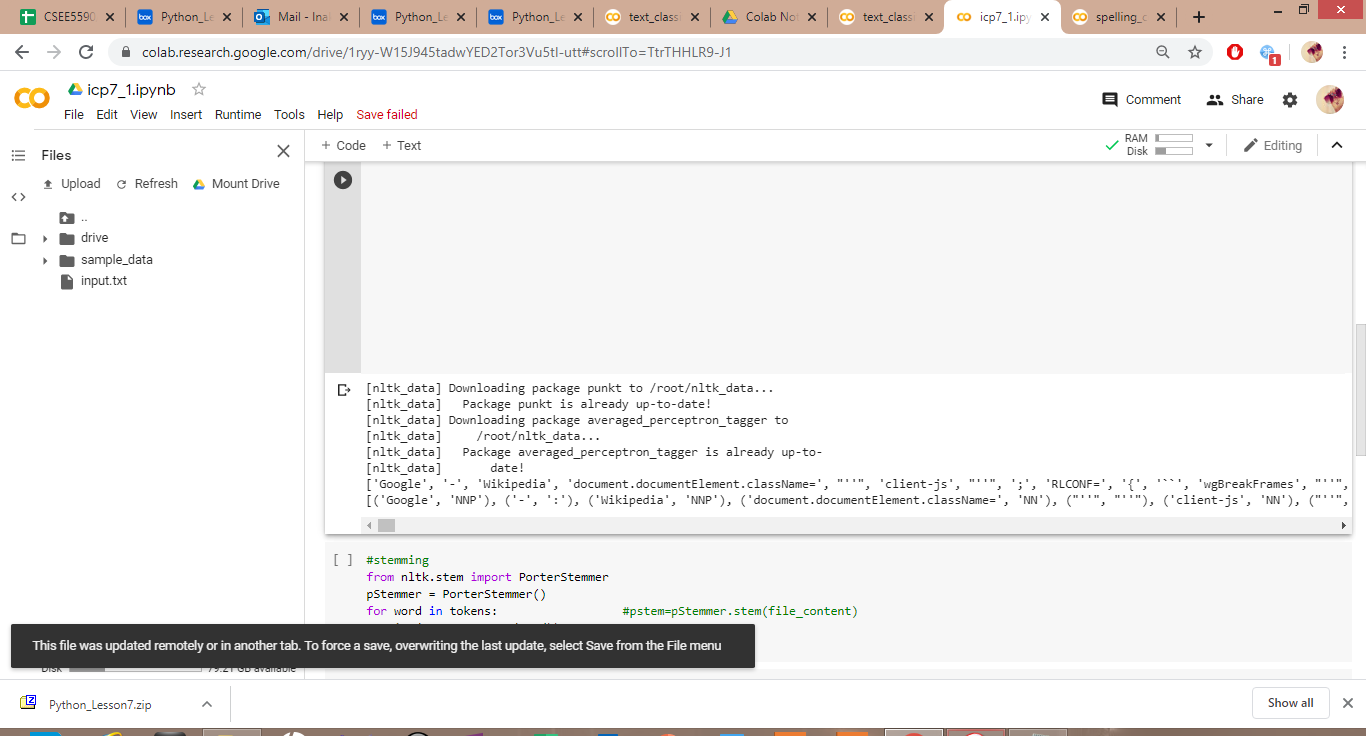 CSEE5590
Python_Le
Mail - Ina
Python_Le
Python_Le
text_classi
Colab Not
text_classi
icp7_1.ipy
spelling_c
colab.research.google.com/drive/1ryy-W15J945tadwYED2Tor3Vu5tI-utt#scrollTo=TtrTHHLR9-J1
1
icp7_1.ipynb
File Edit View Insert Runtime Tools Help Save failed
Comment Share
Files
+ Code + Text
RAM
Disk
Editing
Upload Refresh Mount Drive
..
drive
sample_data
input.txt
[nltk_data] Downloading package punkt to /root/nltk_data...
[nltk_data]   Package punkt is already up-to-date!
[nltk_data] Downloading package averaged_perceptron_tagger to
[nltk_data]     /root/nltk_data...
[nltk_data]   Package averaged_perceptron_tagger is already up-to-
[nltk_data]       date!
['Google', '-', 'Wikipedia', 'document.documentElement.className=', "''", 'client-js', "''", ';', 'RLCONF=', '{', '``', 'wgBreakFrames', "''",
[('Google', 'NNP'), ('-', ':'), ('Wikipedia', 'NNP'), ('document.documentElement.className=', 'NN'), ("''", "''"), ('client-js', 'NN'), ("''",
[ ] #stemming
from nltk.stem import PorterStemmer
pStemmer = PorterStemmer()
for word in tokens: #pstem=pStemmer.stem(file_content)
This file was updated remotely or in another tab. To force a save, overwriting the last update, select Save from the File menu
Disk 79.21 GB available
Python_Lesson7.zip
Show all